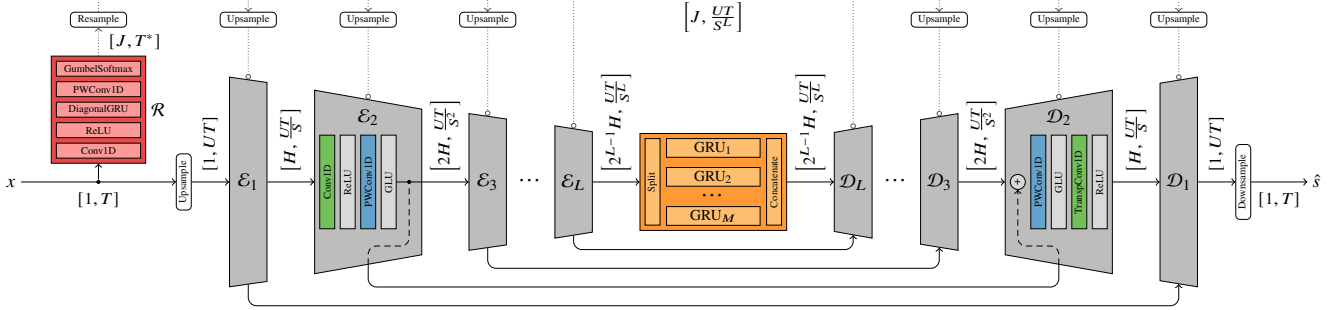 Resample
Upsample
Upsample
Upsample
[J, UT/S^L]
Upsample
Upsample
Upsample
[J, T*]
GumbelSoftmax
PWConv1D
DiagonalGRU
ReLU
Conv1D
R
x
[1, T]
Upsample
[1, UT]
ℰ1
[H, UT/S]
ℰ2
Conv1D
ReLU
PWConv1D
GLU
[2H, UT/S^2]
ℰ3
...
ℰL
[2^{L-1}H, UT/S^L]
Split
GRU1
GRU2
...
GRUM
Concatenate
[2^{L-1}H, UT/S^L]
𝒟L
...
𝒟3
[2H, UT/S^2]
𝒟2
+
PWConv1D
GLU
TranspConv1D
ReLU
[H, UT/S]
𝒟1
[1, UT]
Downsample
[1, T]
ŝ